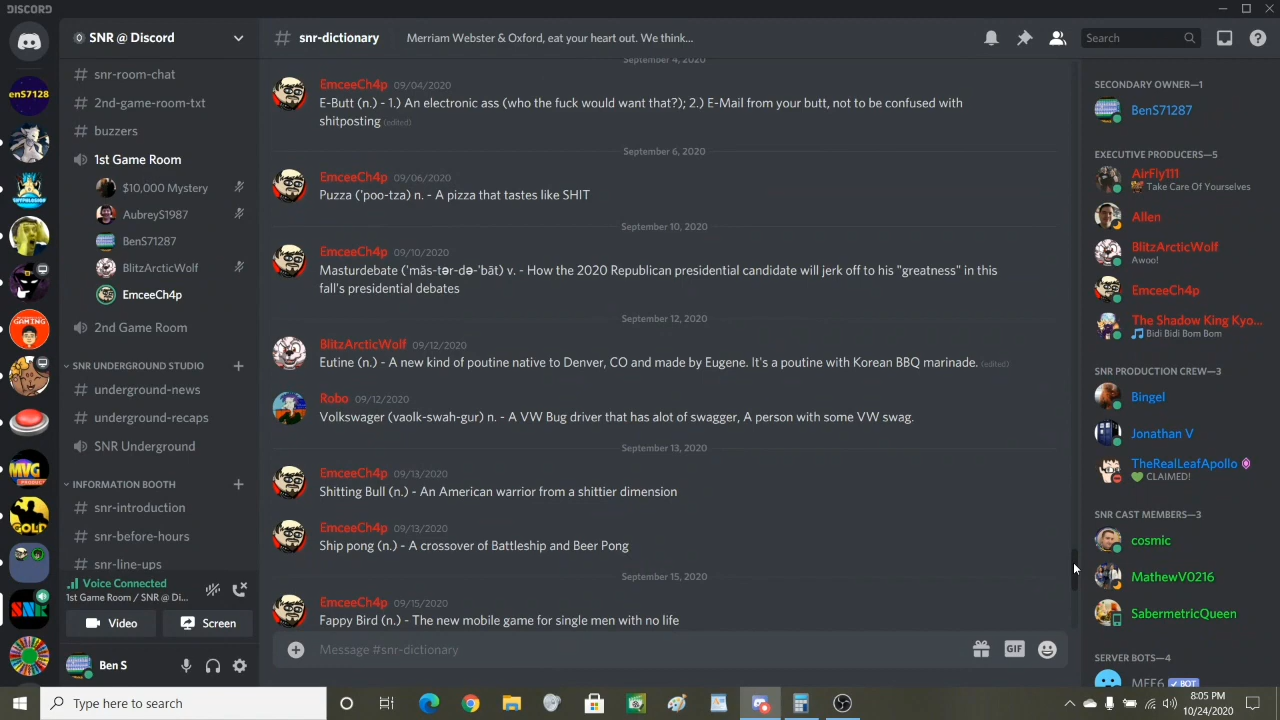 DISCORD
SNR @ Discord
snr-dictionary
Merriam Webster & Oxford, eat your heart out. We think...
Search
snr-room-chat
2nd-game-room-txt
buzzers
1st Game Room
$10,000 Mystery
AubreyS1987
BenS71287
BlitzArcticWolf
EmceeCh4p
2nd Game Room
SNR UNDERGROUND STUDIO
underground-news
underground-recaps
SNR Underground
INFORMATION BOOTH
snr-introduction
snr-before-hours
snr-line-ups
Voice Connected
1st Game Room / SNR @ Di...
Video
Screen
Ben S
enS7128
GAMING
MVG
GOLD
SNR
September 4, 2020
EmceeCh4p 09/04/2020
E-Butt (n.) - 1.) An electronic ass (who the fuck would want that?); 2.) E-Mail from your butt, not to be confused with
shitposting (edited)
September 6, 2020
EmceeCh4p 09/06/2020
Puzza ('poo-tza) n. - A pizza that tastes like SHIT
September 10, 2020
EmceeCh4p 09/10/2020
Masturdebate ('măs-tər-də-'bāt) v. - How the 2020 Republican presidential candidate will jerk off to his "greatness" in this
fall's presidential debates
September 12, 2020
BlitzArcticWolf 09/12/2020
Eutine (n.) - A new kind of poutine native to Denver, CO and made by Eugene. It's a poutine with Korean BBQ marinade. (edited)
Robo 09/12/2020
Volkswager (vaolk-swah-gur) n. - A VW Bug driver that has alot of swagger, A person with some VW swag.
September 13, 2020
EmceeCh4p 09/13/2020
Shitting Bull (n.) - An American warrior from a shittier dimension
EmceeCh4p 09/13/2020
Ship pong (n.) - A crossover of Battleship and Beer Pong
September 15, 2020
EmceeCh4p 09/15/2020
Fappy Bird (n.) - The new mobile game for single men with no life
Message #snr-dictionary
GIF
SECONDARY OWNER—1
BenS71287
EXECUTIVE PRODUCERS—5
AirFly111
Take Care Of Yourselves
Allen
BlitzArcticWolf
Awoo!
EmceeCh4p
The Shadow King Kyo...
Bidi Bidi Bom Bom
SNR PRODUCTION CREW—3
Bingel
Jonathan V
TheRealLeafApollo
CLAIMED!
SNR CAST MEMBERS—3
cosmic
MathewV0216
SabermetricQueen
SERVER BOTS—4
MEE6 BOT
Type here to search
8:05 PM
10/24/2020